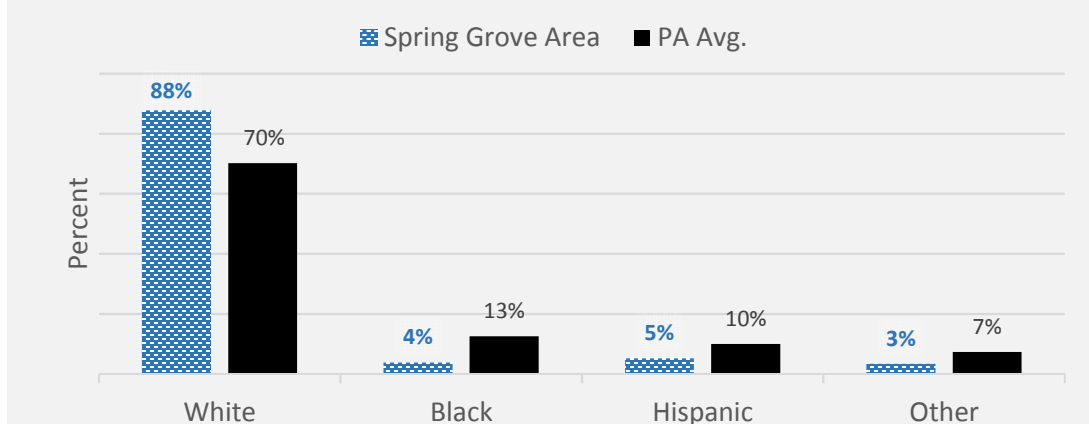 Spring Grove Area PA Avg.
88%
70%
4%
13%
5%
10%
3%
7%
Percent
White Black Hispanic Other